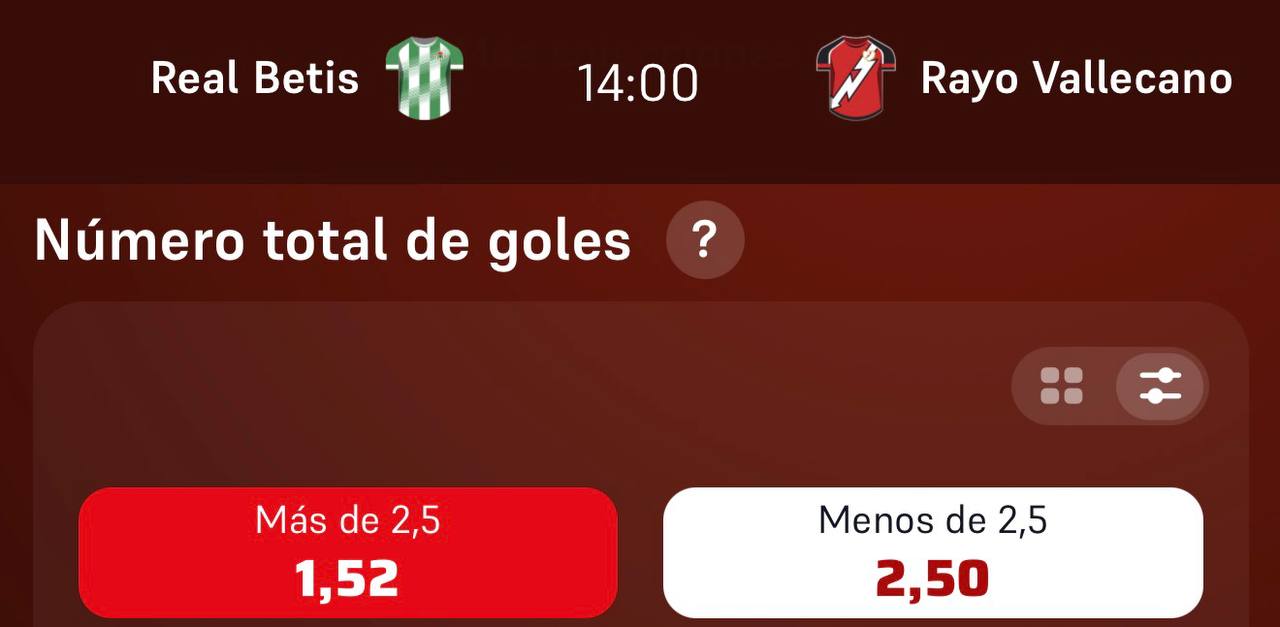 Real Betis 14:00 Rayo Vallecano
Número total de goles ?
Más de 2,5 Menos de 2,5
1,52 2,50